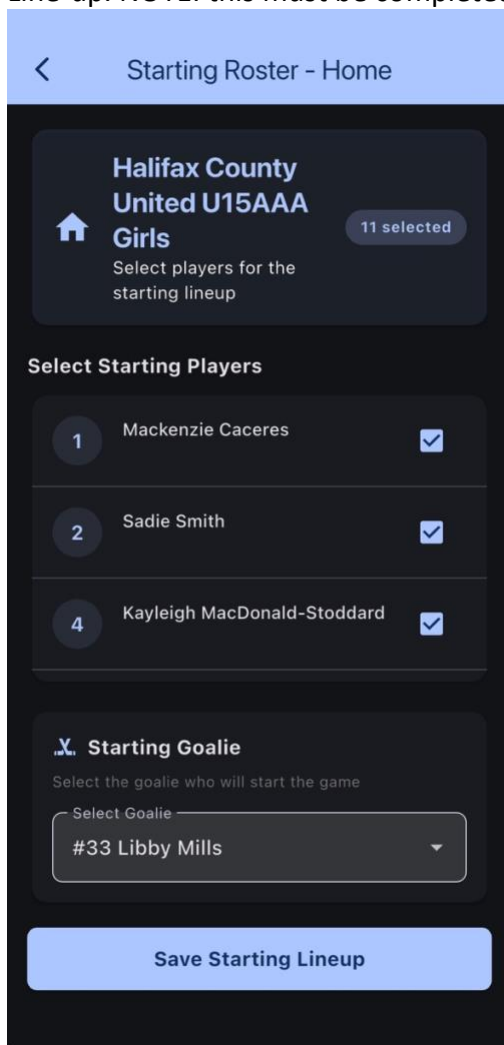 Line-up. NOTE: this must be completed
Starting Roster - Home
Halifax County
United U15AAA
Girls
11 selected
Select players for the
starting lineup
Select Starting Players
1 Mackenzie Caceres
2 Sadie Smith
4 Kayleigh MacDonald-Stoddard
Starting Goalie
Select the goalie who will start the game
Select Goalie
#33 Libby Mills
Save Starting Lineup